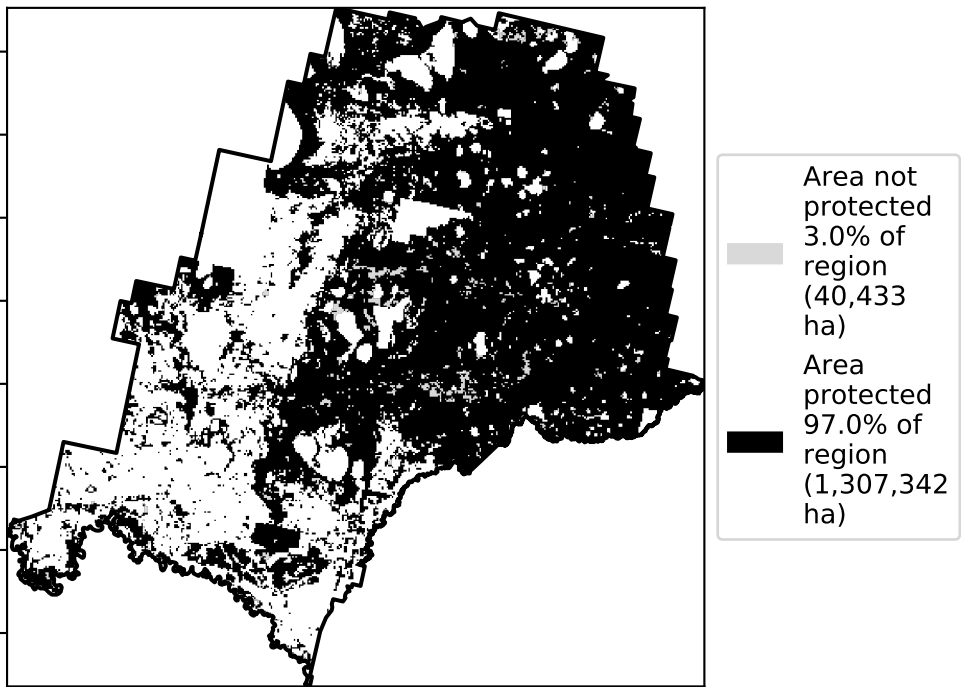 Area not
protected
3.0% of
region
(40,433
ha)
Area
protected
97.0% of
region
(1,307,342
ha)